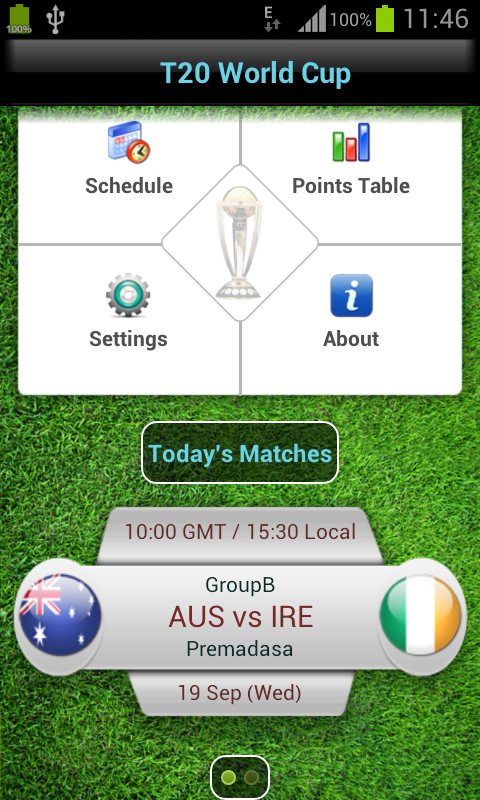 100%
E
100%
11:46
T20 World Cup
Schedule
Points Table
Settings
About
Today's Matches
10:00 GMT / 15:30 Local
GroupB
AUS vs IRE
Premadasa
19 Sep (Wed)